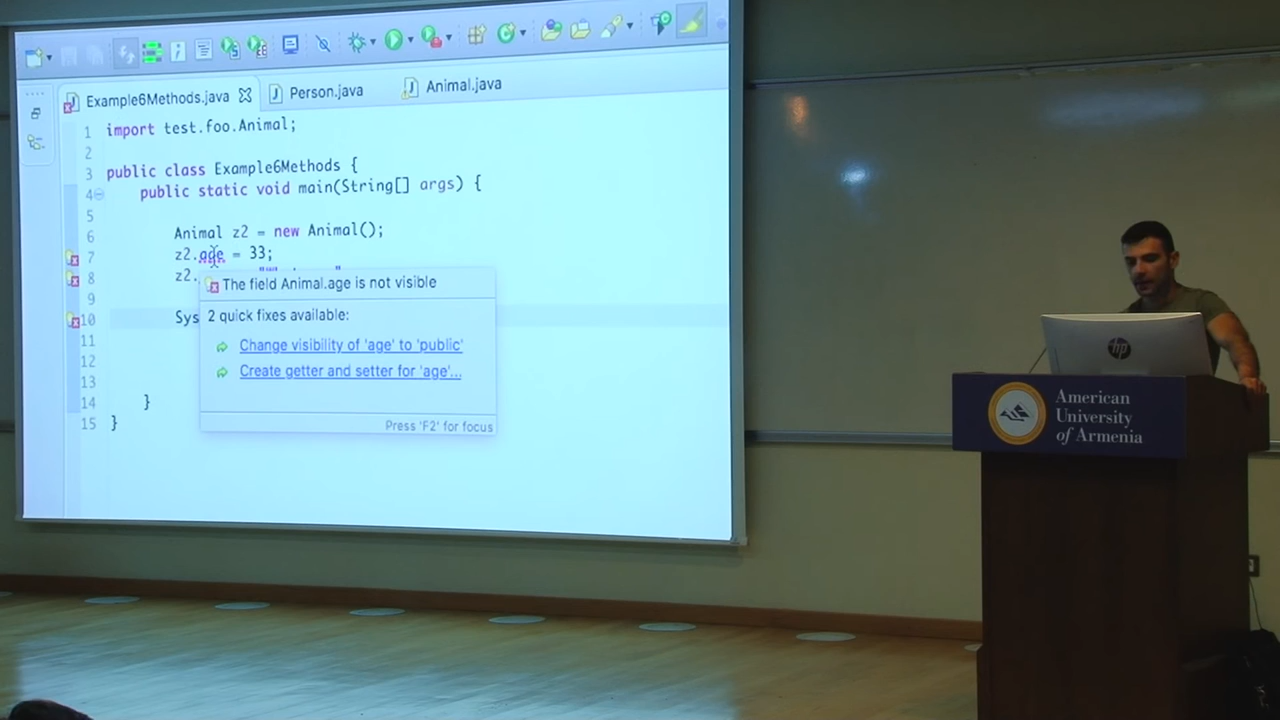 Example6Methods.java
Person.java
Animal.java
1 import test.foo.Animal;
2
3 public class Example6Methods {
4 public static void main(String[] args) {
5
6 Animal z2 = new Animal();
7 z2.age = 33;
8 z2.
9
10 Sys
11
12
13
14 }
15 }
The field Animal.age is not visible
2 quick fixes available:
Change visibility of 'age' to 'public'
Create getter and setter for 'age'...
Press 'F2' for focus
hp
American
University
of Armenia